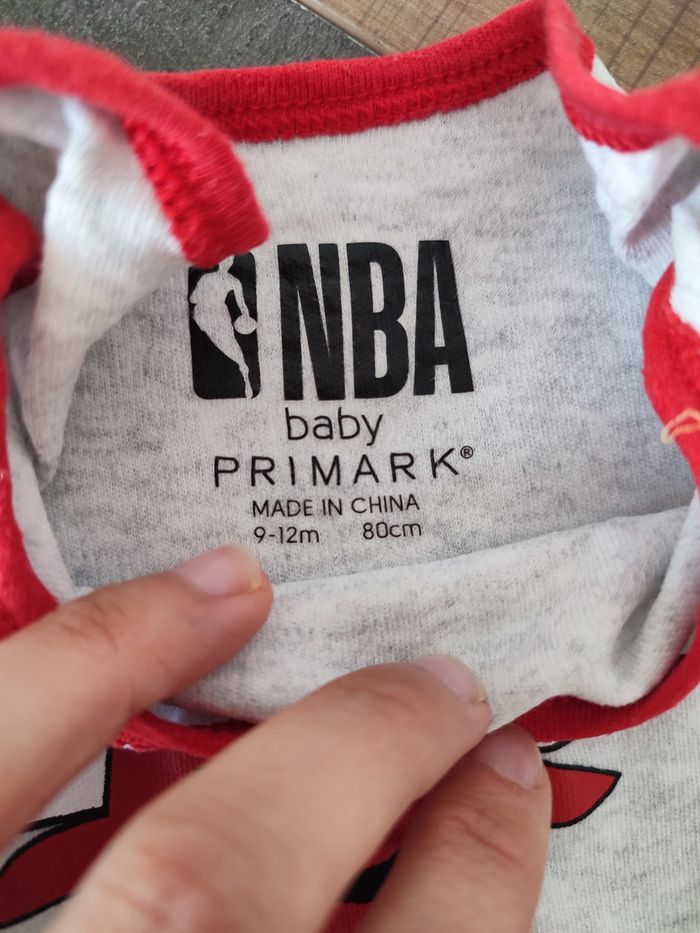 NBA
baby
PRIMARK®
MADE IN CHINA
9-12m 80cm